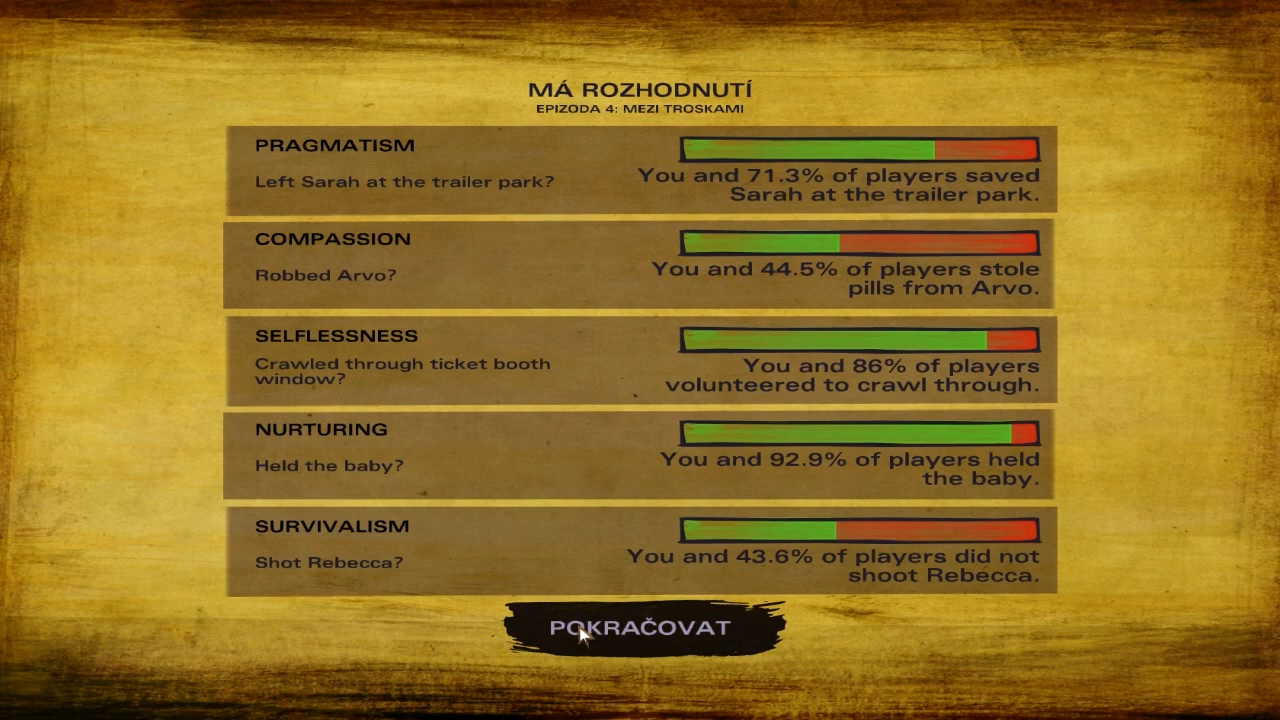 MÁ ROZHODNUTÍ
EPIZODA 4: MEZI TROSKAMI
PRAGMATISM
Left Sarah at the trailer park?
You and 71.3% of players saved
Sarah at the trailer park.
COMPASSION
Robbed Arvo?
You and 44.5% of players stole
pills from Arvo.
SELFLESSNESS
Crawled through ticket booth
window?
You and 86% of players
volunteered to crawl through.
NURTURING
Held the baby?
You and 92.9% of players held
the baby.
SURVIVALISM
Shot Rebecca?
You and 43.6% of players did not
shoot Rebecca.
POKRAČOVAT